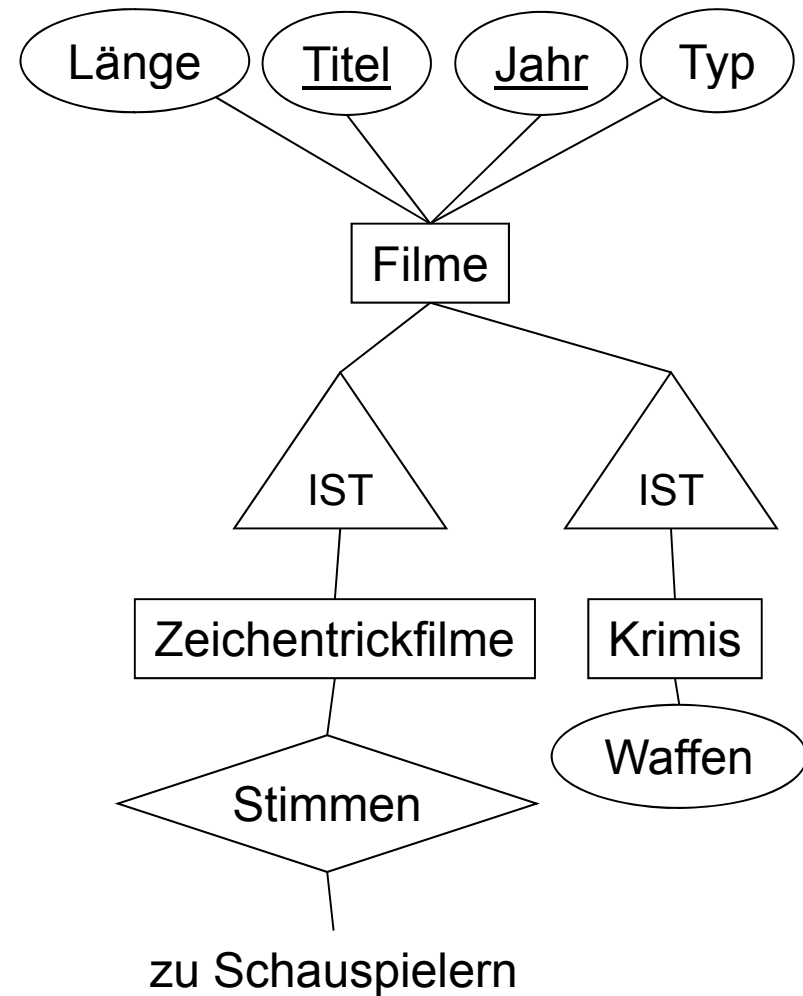 Länge
Titel
Jahr
Typ
Filme
IST
IST
Zeichentrickfilme
Krimis
Waffen
Stimmen
zu Schauspielern